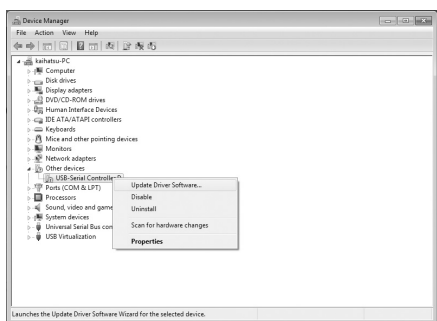 Device Manager
File Action View Help
kaihatsu-PC
Computer
Disk drives
Display adapters
DVD/CD-ROM drives
Human Interface Devices
IDE ATA/ATAPI controllers
Keyboards
Mice and other pointing devices
Monitors
Network adapters
Other devices
USB-Serial Controller D
Update Driver Software...
Ports (COM & LPT)
Disable
Processors
Uninstall
Sound, video and game
System devices
Scan for hardware changes
Universal Serial Bus con
USB Virtualization
Properties
Launches the Update Driver Software Wizard for the selected device.